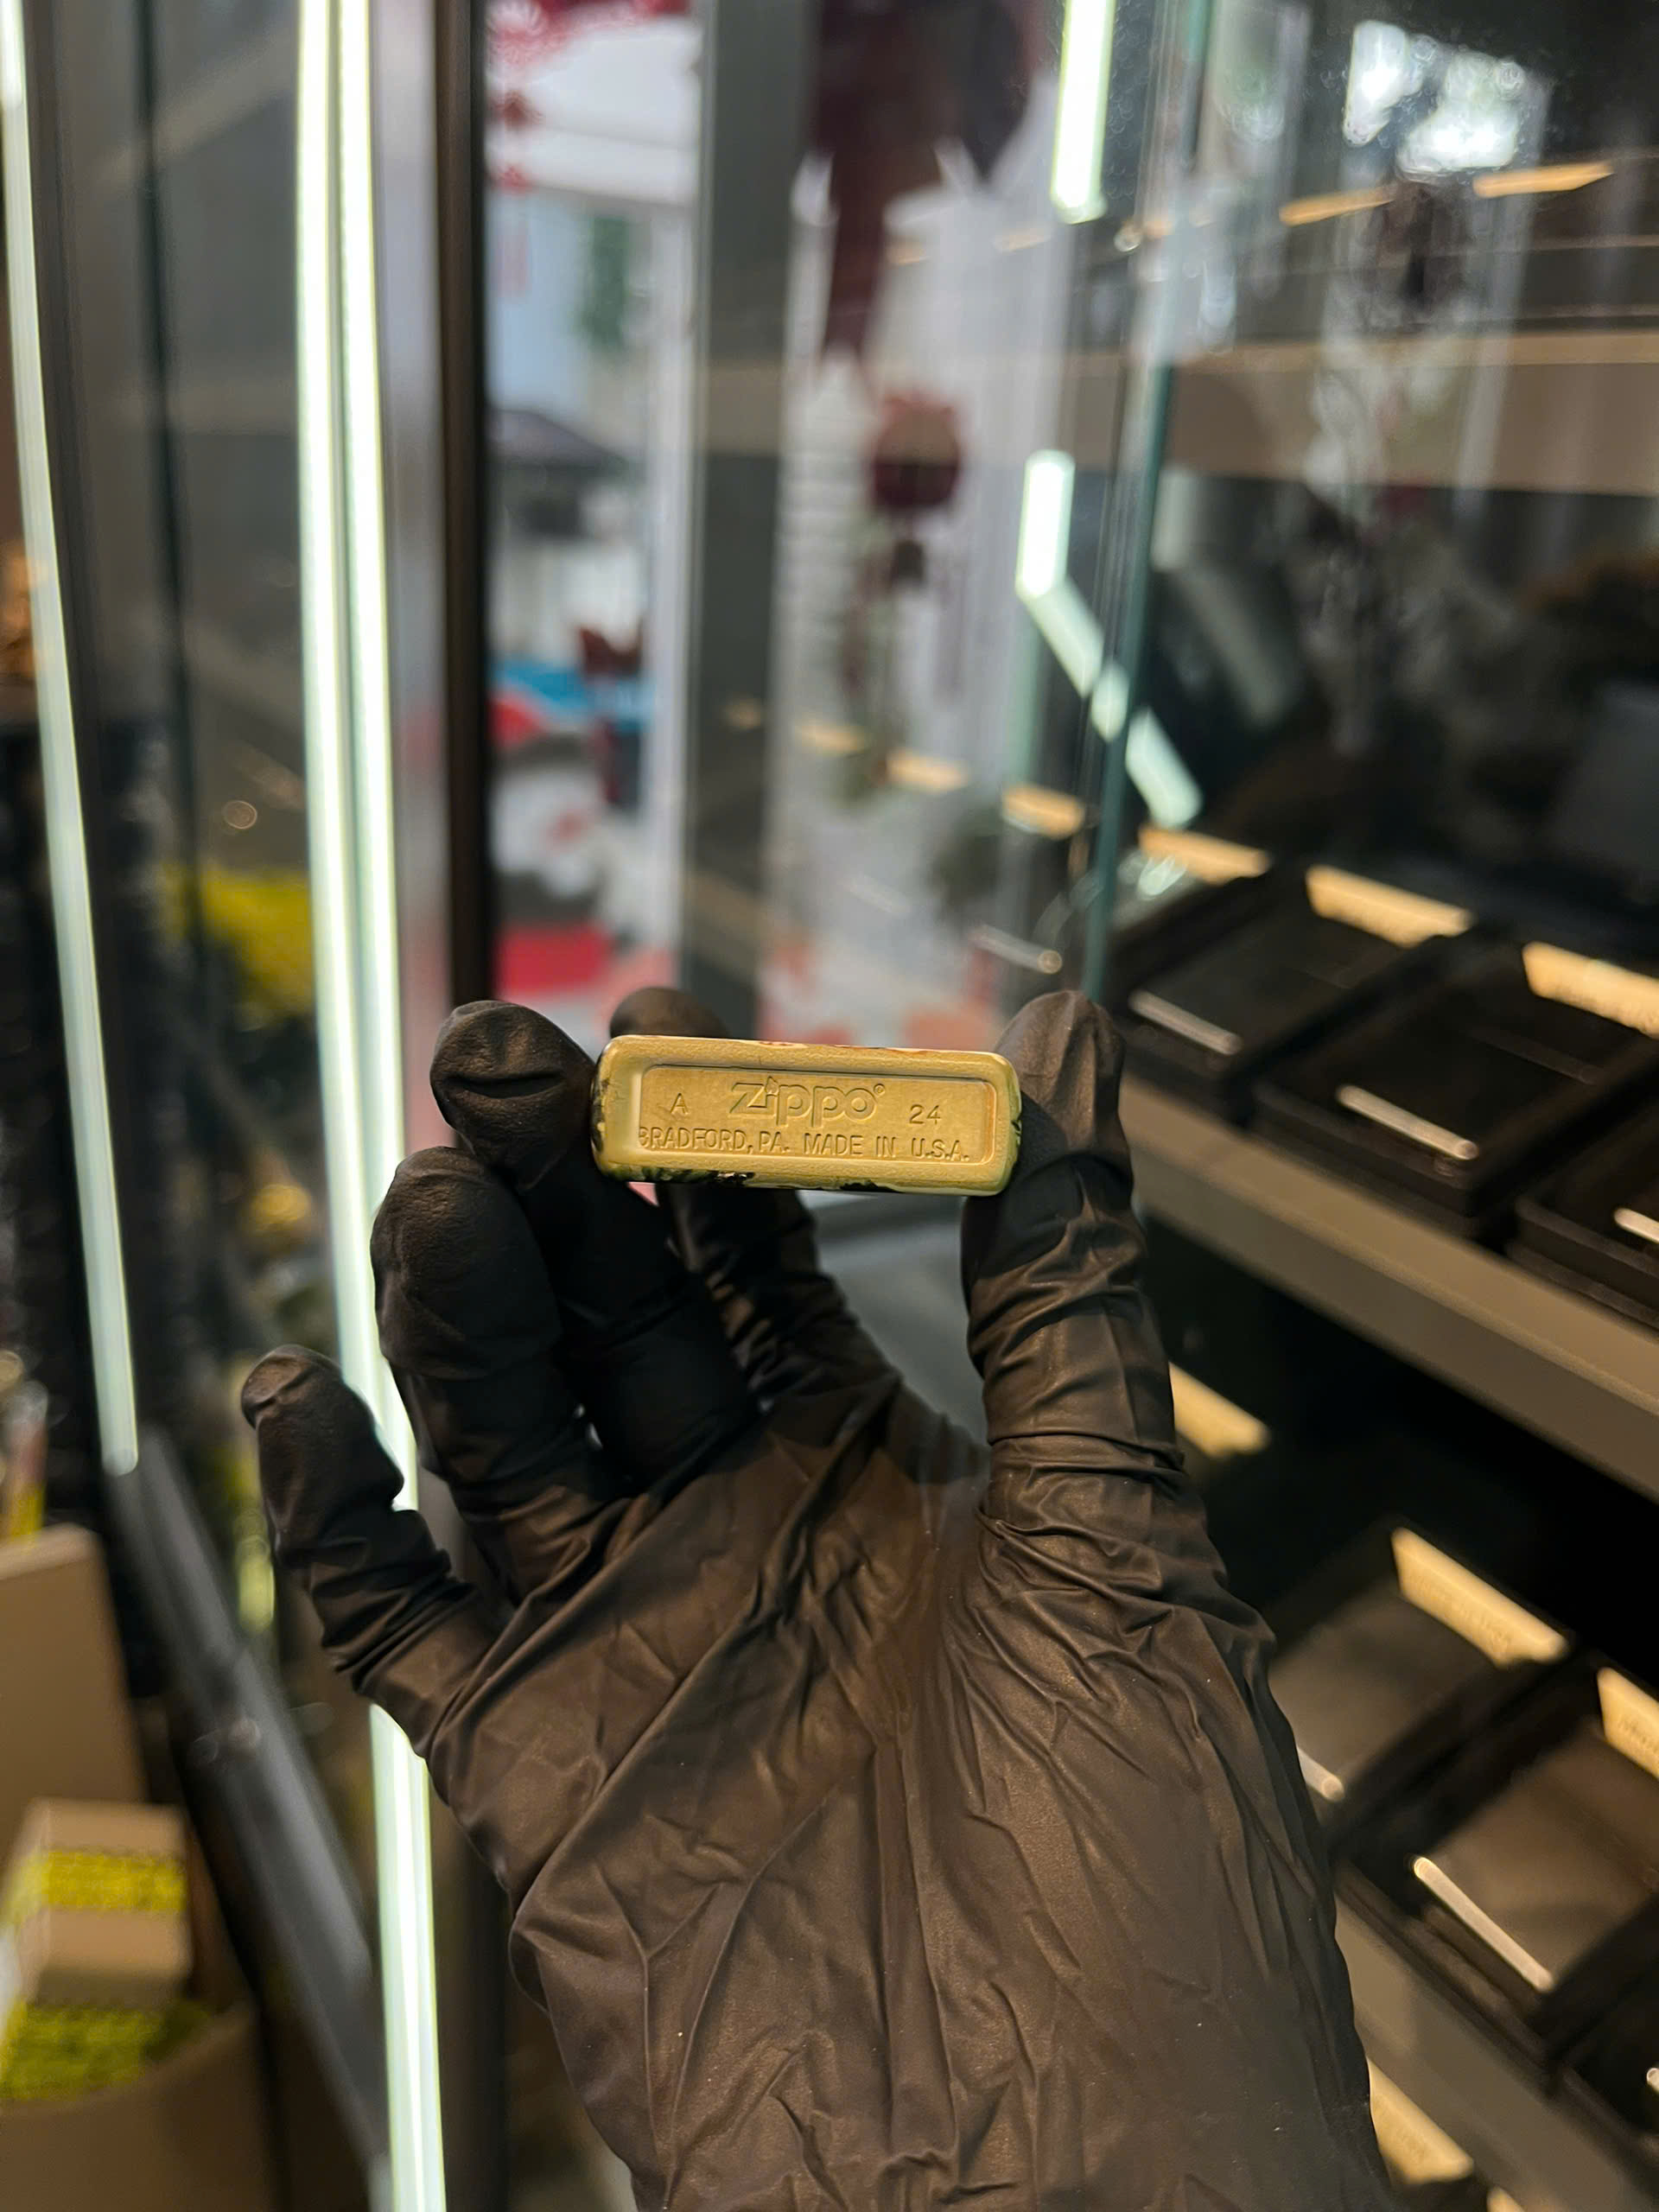 A zippo® 24
BRADFORD, PA. MADE IN U.S.A.